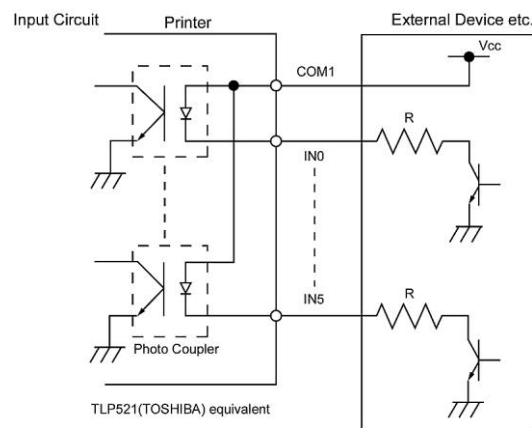 Input Circuit
Printer
External Device etc.
Vcc
COM1
R
IN0
R
IN5
Photo Coupler
TLP521(TOSHIBA) equivalent